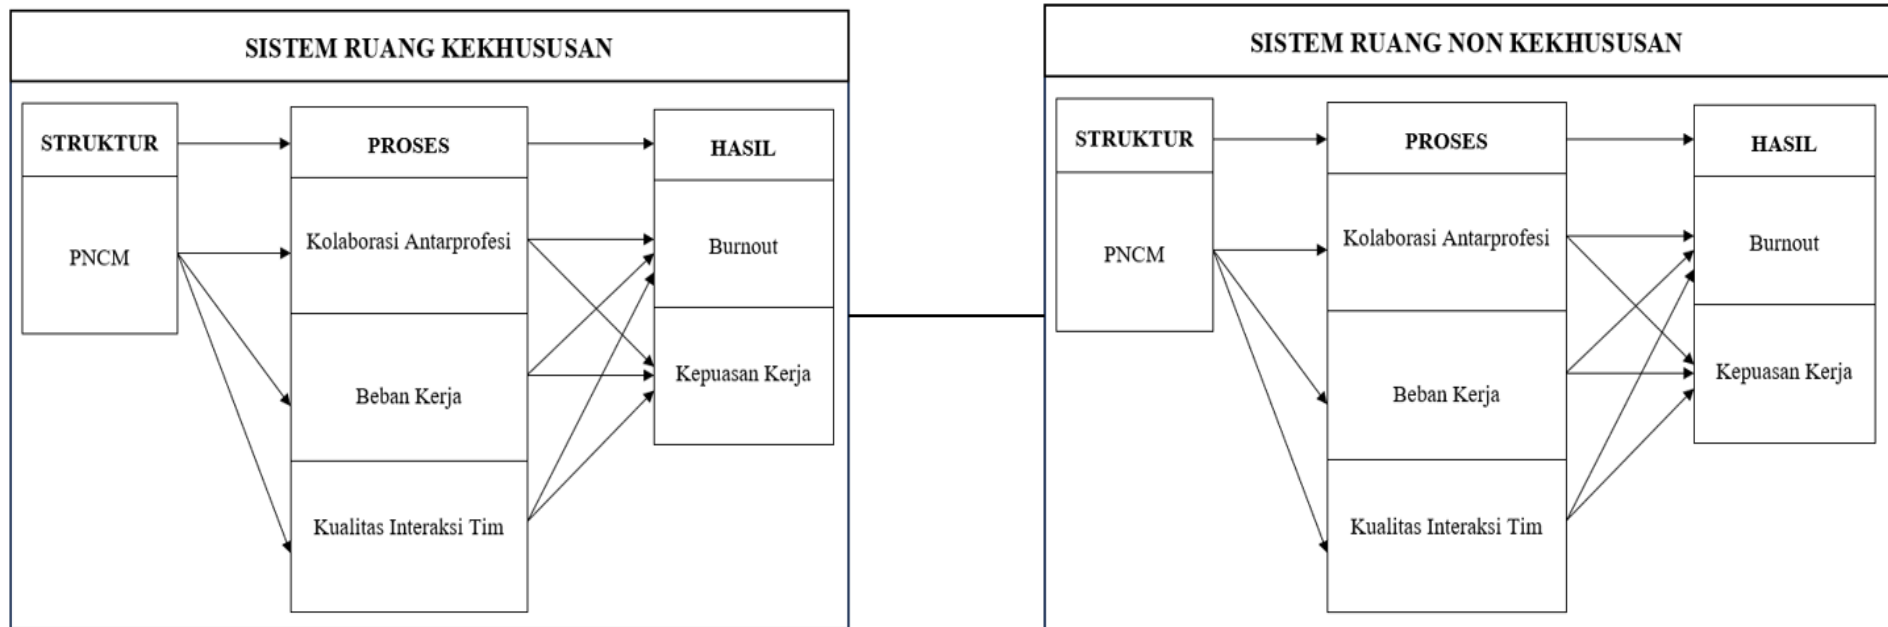 SISTEM RUANG KEKHUSUSAN
STRUKTUR
PROSES
HASIL
PNCM
Kolaborasi Antarprofesi
Burnout
Beban Kerja
Kepuasan Kerja
Kualitas Interaksi Tim
SISTEM RUANG NON KEKHUSUSAN
STRUKTUR
PROSES
HASIL
PNCM
Kolaborasi Antarprofesi
Burnout
Beban Kerja
Kepuasan Kerja
Kualitas Interaksi Tim